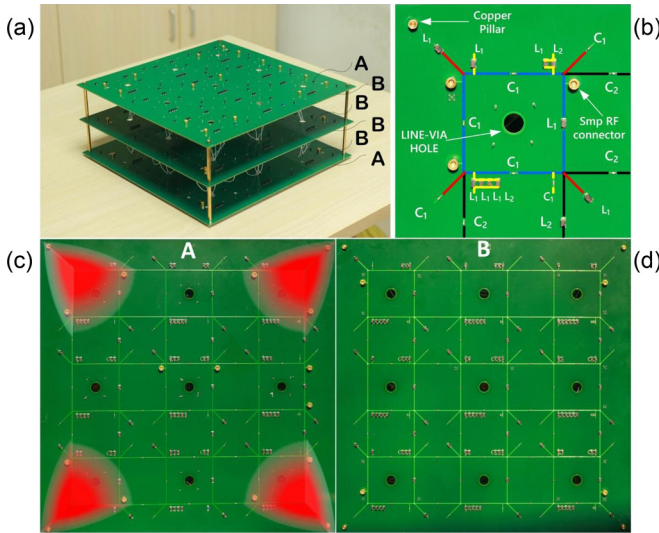 (a)
A
B
B
B
B
A
(b)
Copper
Pillar
L₁
L₁
L₁ L₂
C₁
C₁
C₂
LINE-VIA
HOLE
L₁
Smp RF
connector
C₁
C₂
C₁
L₁ L₁ L₁ L₂
C₁
C₁
C₂
L₂
L₁
(c)
A
B
(d)